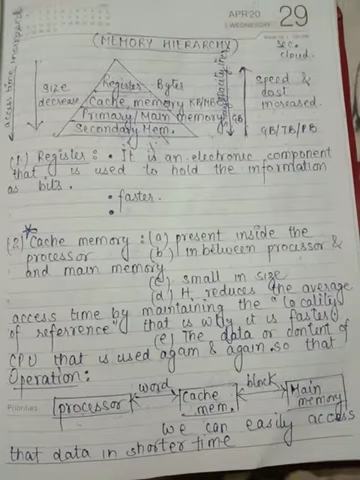 APR'20
WEDNESDAY
29
(MEMORY HIERARCHY)
Sec.
cloud.
access time increased
size
decrease
Register Bytes
Cache memory KB/MB
Primary/Main memory
GB
Secondary Mem.
speed &
cost
increased.
GB/TB/PB
(1) Register: • It is an electronic component
that is used to hold the information
as bits.
• faster.
•
(2) Cache memory: (a) present inside the
processor (b) in between processor &
and main memory
(c) small in size
(d) It reduces the average
access time by maintaining the "Locality
of referrence" that is why it is faster)
(e) The data or content of
CPU that is used again & again. so that
Operation:
Priorities
processor
word
cache
mem.
block
Main
memory
we can easily access
that data in shorter time